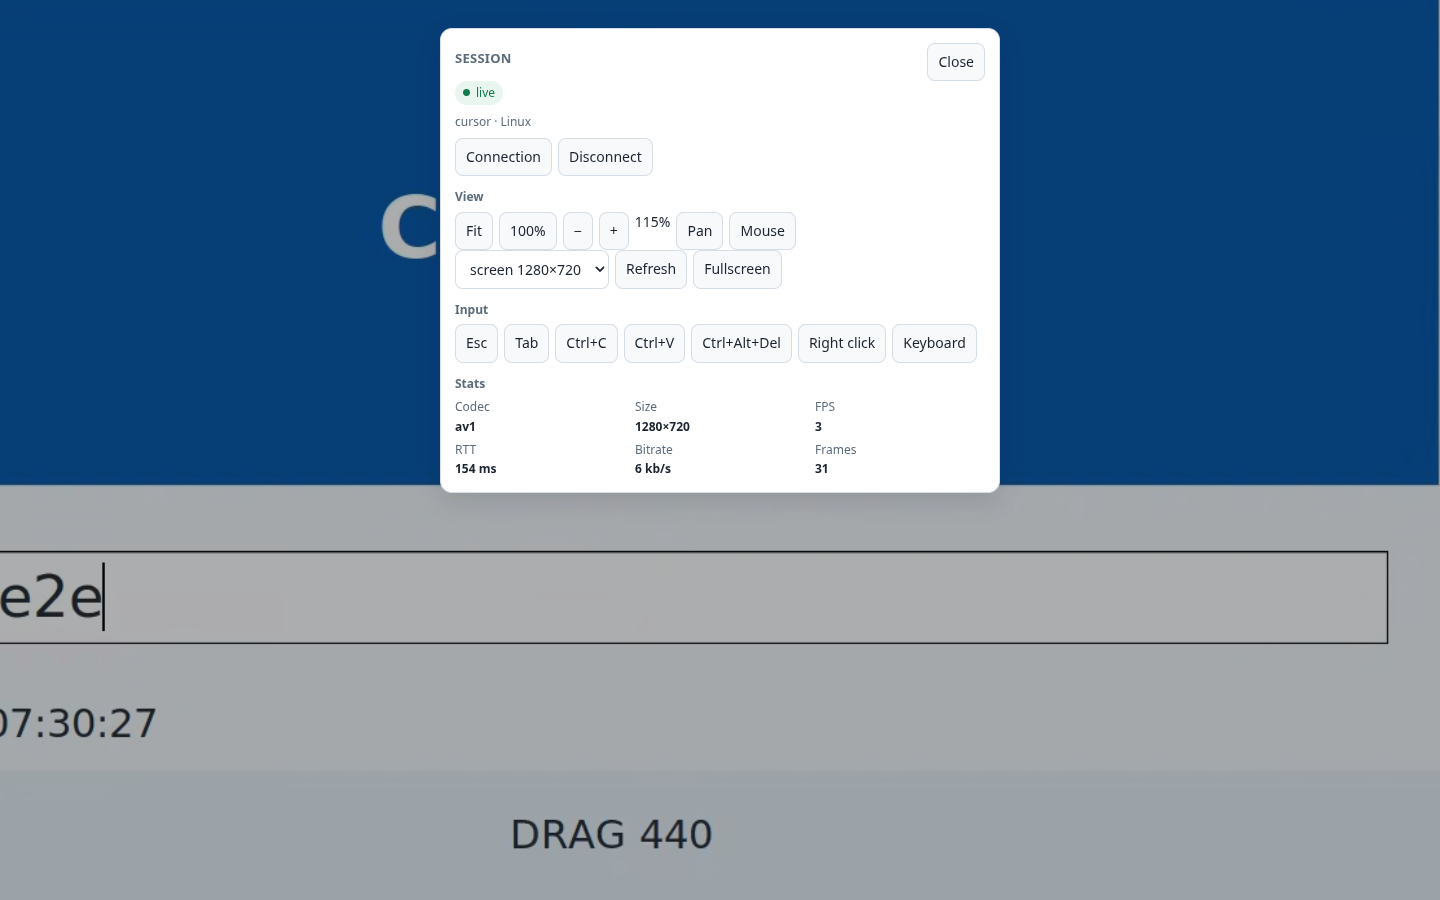 SESSION
Close
live
cursor · Linux
Connection Disconnect
View
Fit 100% − + 115% Pan Mouse
screen 1280×720 Refresh Fullscreen
Input
Esc Tab Ctrl+C Ctrl+V Ctrl+Alt+Del Right click Keyboard
Stats
Codec Size FPS
av1 1280×720 3
RTT Bitrate Frames
154 ms 6 kb/s 31
C
e2e
07:30:27
DRAG 440